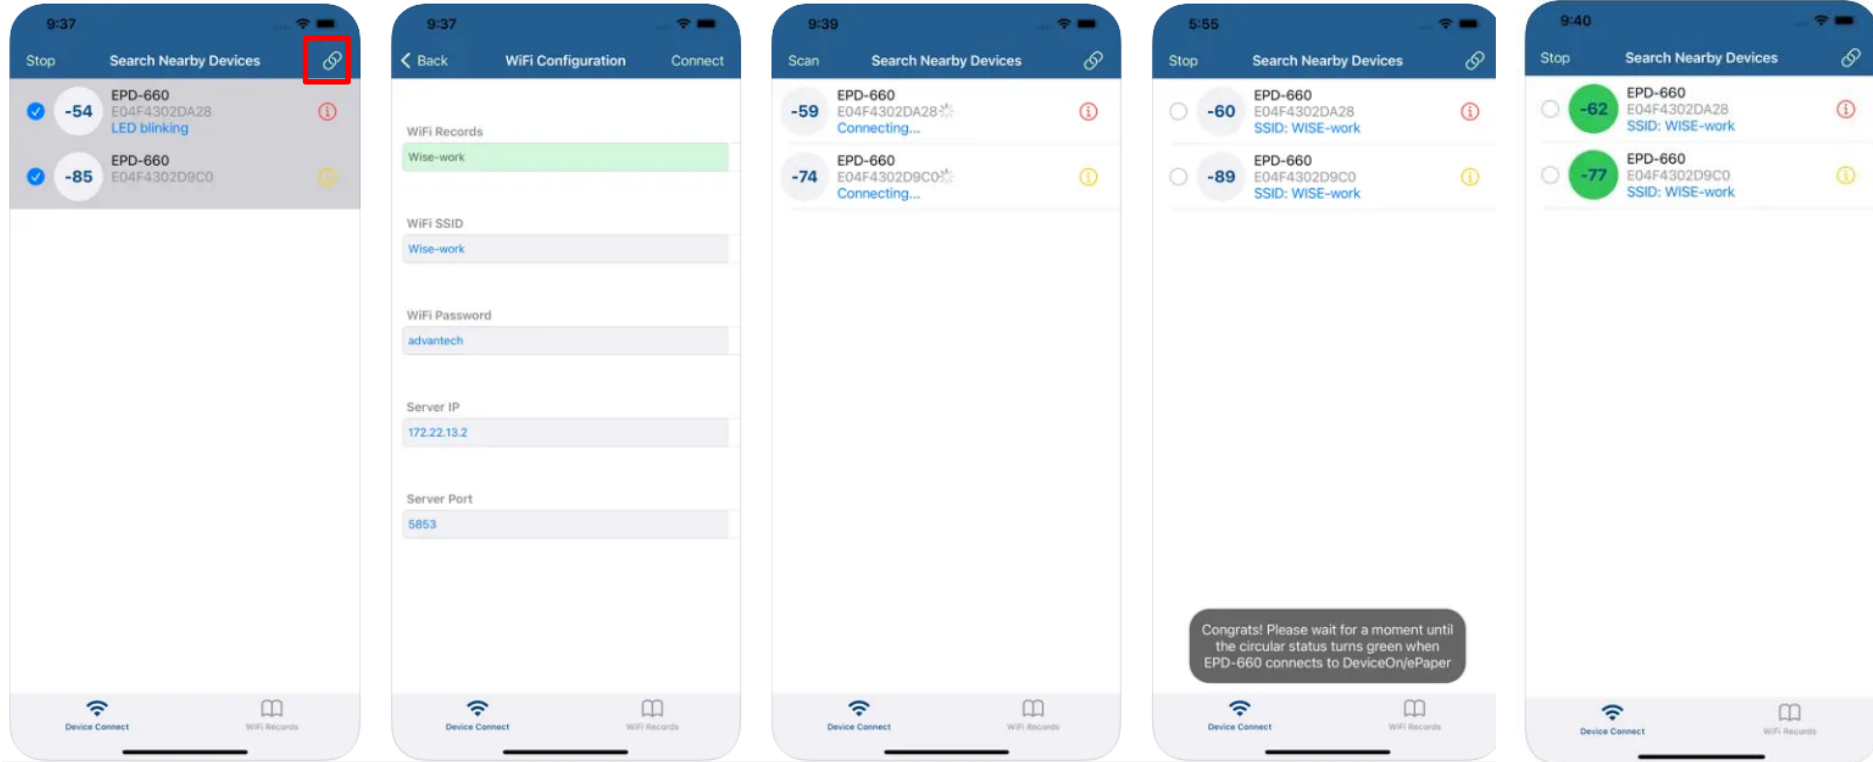 9:37
Stop
Search Nearby Devices
-54
EPD-660
E04F4302DA28
LED blinking
-85
EPD-660
E04F4302D9C0
Device Connect
WiFi Records
9:37
Back
WiFi Configuration
Connect
WiFi Records
Wise-work
WiFi SSID
Wise-work
WiFi Password
advantech
Server IP
172.22.13.2
Server Port
5853
Device Connect
WiFi Records
9:39
Scan
Search Nearby Devices
-59
EPD-660
E04F4302DA28
Connecting...
-74
EPD-660
E04F4302D9C0
Connecting...
Device Connect
WiFi Records
5:55
Stop
Search Nearby Devices
-60
EPD-660
E04F4302DA28
SSID: WISE-work
-89
EPD-660
E04F4302D9C0
SSID: WISE-work
Congrats! Please wait for a moment until
the circular status turns green when
EPD-660 connects to DeviceOn/ePaper
Device Connect
WiFi Records
9:40
Stop
Search Nearby Devices
-62
EPD-660
E04F4302DA28
SSID: WISE-work
-77
EPD-660
E04F4302D9C0
SSID: WISE-work
Device Connect
WiFi Records